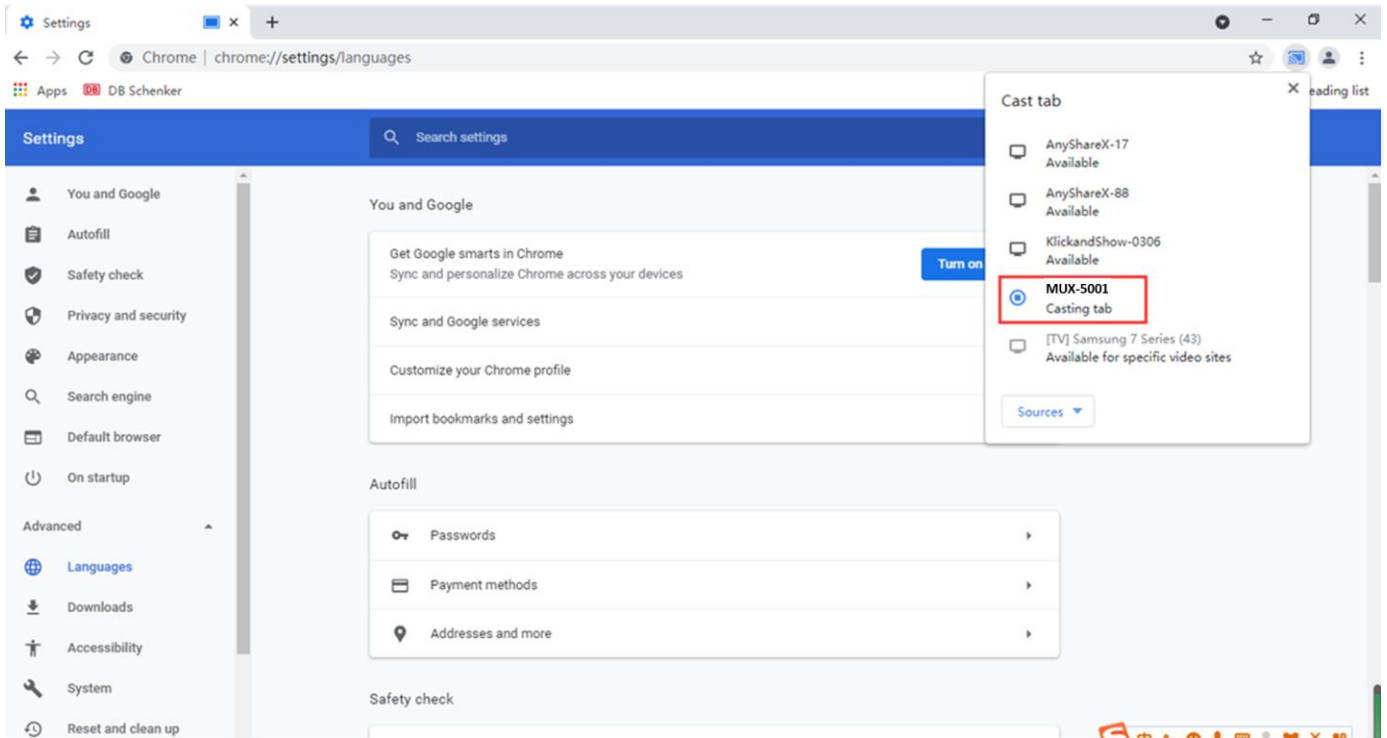 Settings
Chrome | chrome://settings/languages
Apps DB DB Schenker
eading list
Settings
Search settings
Cast tab
AnyShareX-17
Available
AnyShareX-88
Available
KlickandShow-0306
Available
MUX-5001
Casting tab
[TV] Samsung 7 Series (43)
Available for specific video sites
Sources
You and Google
Autofill
Safety check
Privacy and security
Appearance
Search engine
Default browser
On startup
Advanced
Languages
Downloads
Accessibility
System
Reset and clean up
You and Google
Get Google smarts in Chrome
Sync and personalize Chrome across your devices
Turn on
Sync and Google services
Customize your Chrome profile
Import bookmarks and settings
Autofill
Passwords
Payment methods
Addresses and more
Safety check